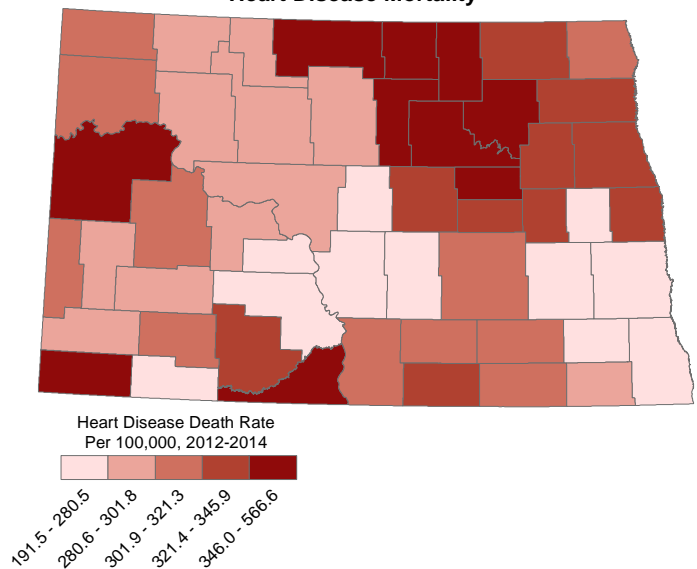 Heart Disease Mortality
Heart Disease Death Rate
Per 100,000, 2012-2014
191.5 - 280.5
280.6 - 301.8
301.9 - 321.3
321.4 - 345.9
346.0 - 566.6